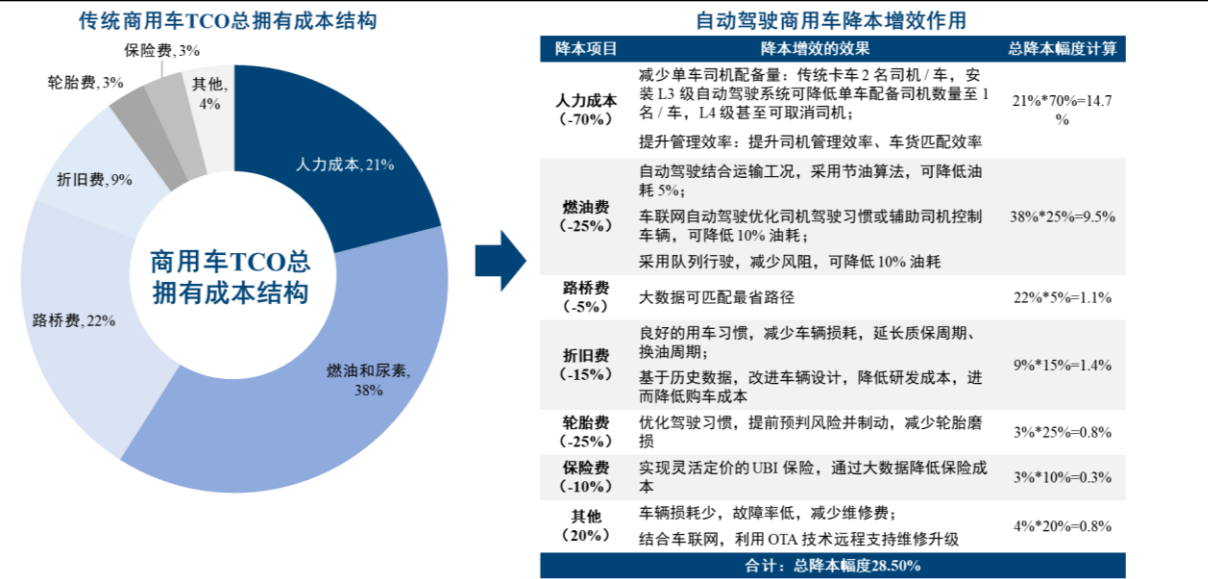 传统商用车TCO总拥有成本结构
保险费, 3%
轮胎费, 3%
其他,
4%
人力成本, 21%
折旧费, 9%
商用车TCO总
拥有成本结构
路桥费, 22%
燃油和尿素,
38%
自动驾驶商用车降本增效作用
降本项目 降本增效的效果 总降本幅度计算
人力成本
（-70%）
减少单车司机配备量：传统卡车 2 名司机 / 车，安
装 L3 级自动驾驶系统可降低单车配备司机数量至 1
名 / 车，L4 级甚至可取消司机；
提升管理效率：提升司机管理效率、车货匹配效率
21%*70%=14.7
%
燃油费
（-25%）
自动驾驶结合运输工况，采用节油算法，可降低油
耗 5%；
车联网自动驾驶优化司机驾驶习惯或辅助司机控制
车辆，可降低 10% 油耗；
采用队列行驶，减少风阻，可降低 10% 油耗
38%*25%=9.5%
路桥费
（-5%）
大数据可匹配最省路径
22%*5%=1.1%
折旧费
（-15%）
良好的用车习惯，减少车辆损耗，延长质保周期、
换油周期；
基于历史数据，改进车辆设计，降低研发成本，进
而降低购车成本
9%*15%=1.4%
轮胎费
（-25%）
优化驾驶习惯，提前预判风险并制动，减少轮胎磨
损
3%*25%=0.8%
保险费
（-10%）
实现灵活定价的 UBI 保险，通过大数据降低保险成
本
3%*10%=0.3%
其他
（20%）
车辆损耗少，故障率低，减少维修费；
结合车联网，利用 OTA 技术远程支持维修升级
4%*20%=0.8%
合计：总降本幅度28.50%